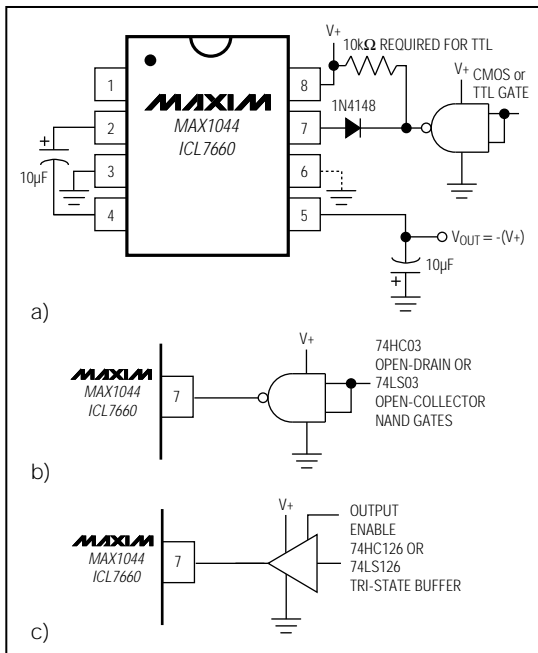 V+
10kΩ REQUIRED FOR TTL
V+
CMOS or
TTL GATE
1
8
MAXIM
1N4148
2
MAX1044
7
ICL7660
+
10µF
3
6
4
5
VOUT = -(V+)
10µF
+
a)
V+
74HC03
OPEN-DRAIN OR
74LS03
OPEN-COLLECTOR
NAND GATES
MAXIM
MAX1044
ICL7660
7
b)
V+
OUTPUT
ENABLE
74HC126 OR
74LS126
TRI-STATE BUFFER
MAXIM
MAX1044
ICL7660
7
c)